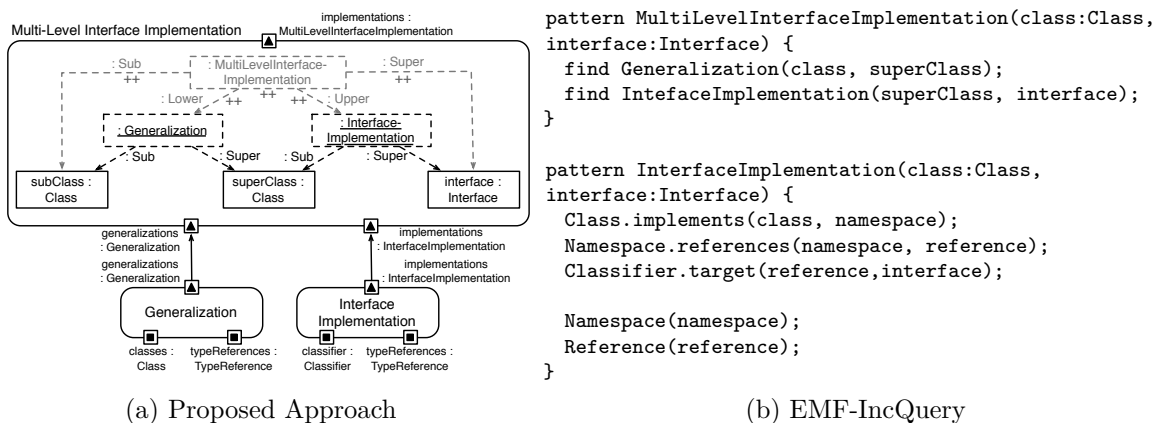 implementations :
Multi-Level Interface Implementation
MultiLevelInterfaceImplementation
: Sub
++
: MultiLevelInterface-
Implementation
: Super
++
: Lower
++
++
++
: Upper
: Generalization
: Interface-
Implementation
: Sub
: Super
: Sub
: Super
subClass :
Class
superClass :
Class
interface :
Interface
generalizations
: Generalization
implementations
: InterfaceImplementation
generalizations
: Generalization
implementations
: InterfaceImplementation
Generalization
Interface
Implementation
classes :
Class
typeReferences :
TypeReference
classifier :
Classifier
typeReferences :
TypeReference
(a) Proposed Approach
pattern MultiLevelInterfaceImplementation(class:Class,
interface:Interface) {
find Generalization(class, superClass);
find IntefaceImplementation(superClass, interface);
}
pattern InterfaceImplementation(class:Class,
interface:Interface) {
Class.implements(class, namespace);
Namespace.references(namespace, reference);
Classifier.target(reference,interface);
Namespace(namespace);
Reference(reference);
}
(b) EMF-IncQuery